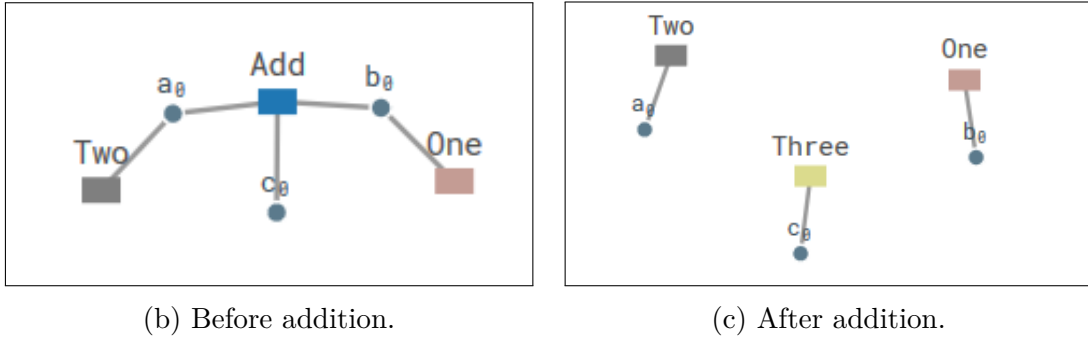 Add
a₀
b₀
Two
One
c₀
(b) Before addition.
Two
One
a₀
b₀
Three
c₀
(c) After addition.